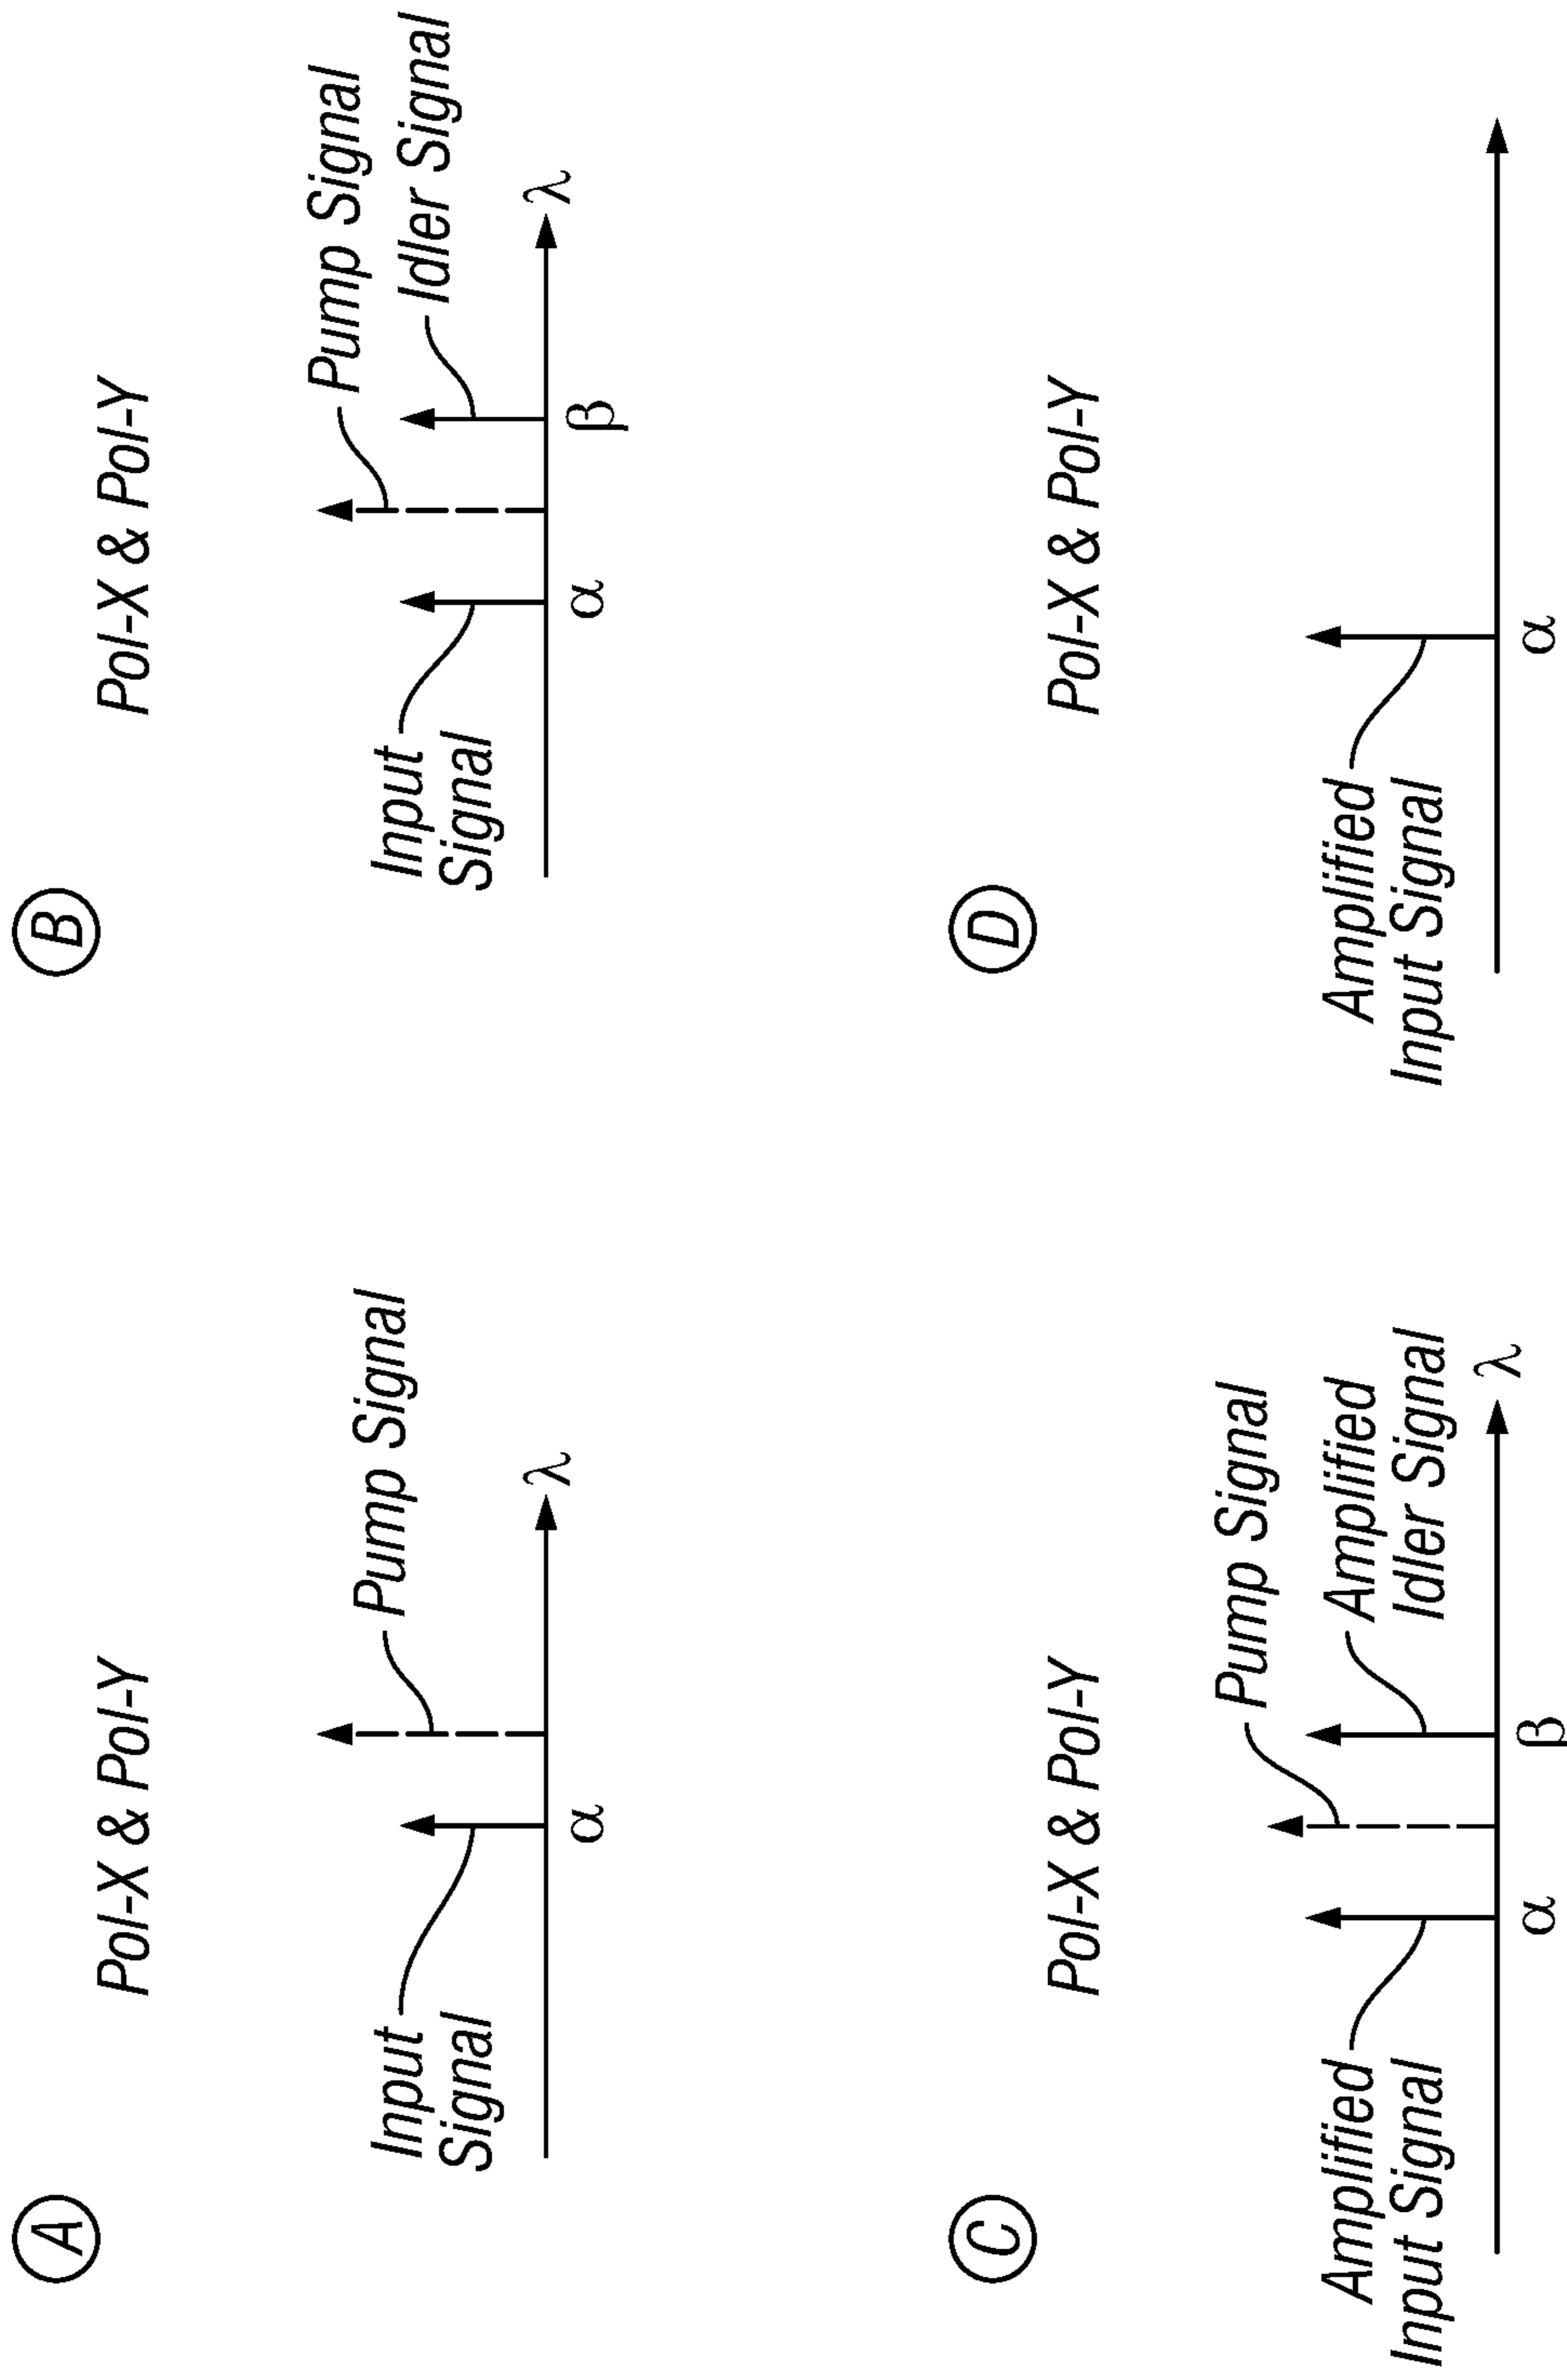 A
Pol-X & Pol-Y
Pump Signal
Input
Signal
α
λ
B
Pol-X & Pol-Y
Pump Signal
Idler Signal
Input
Signal
α
β
λ
C
Pol-X & Pol-Y
Pump Signal
Amplified
Idler Signal
Amplified
Input Signal
α
β
λ
D
Pol-X & Pol-Y
Amplified
Input Signal
α